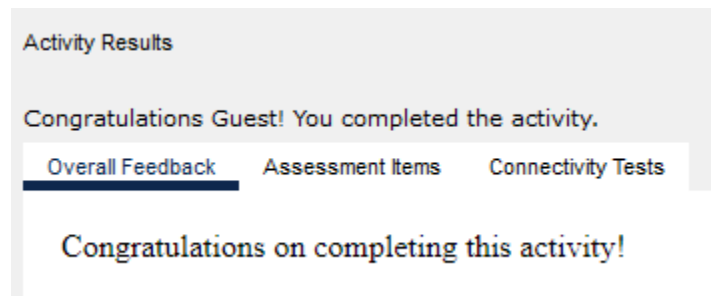 Activity Results
Congratulations Guest! You completed the activity.
Overall Feedback Assessment Items Connectivity Tests
Congratulations on completing this activity!